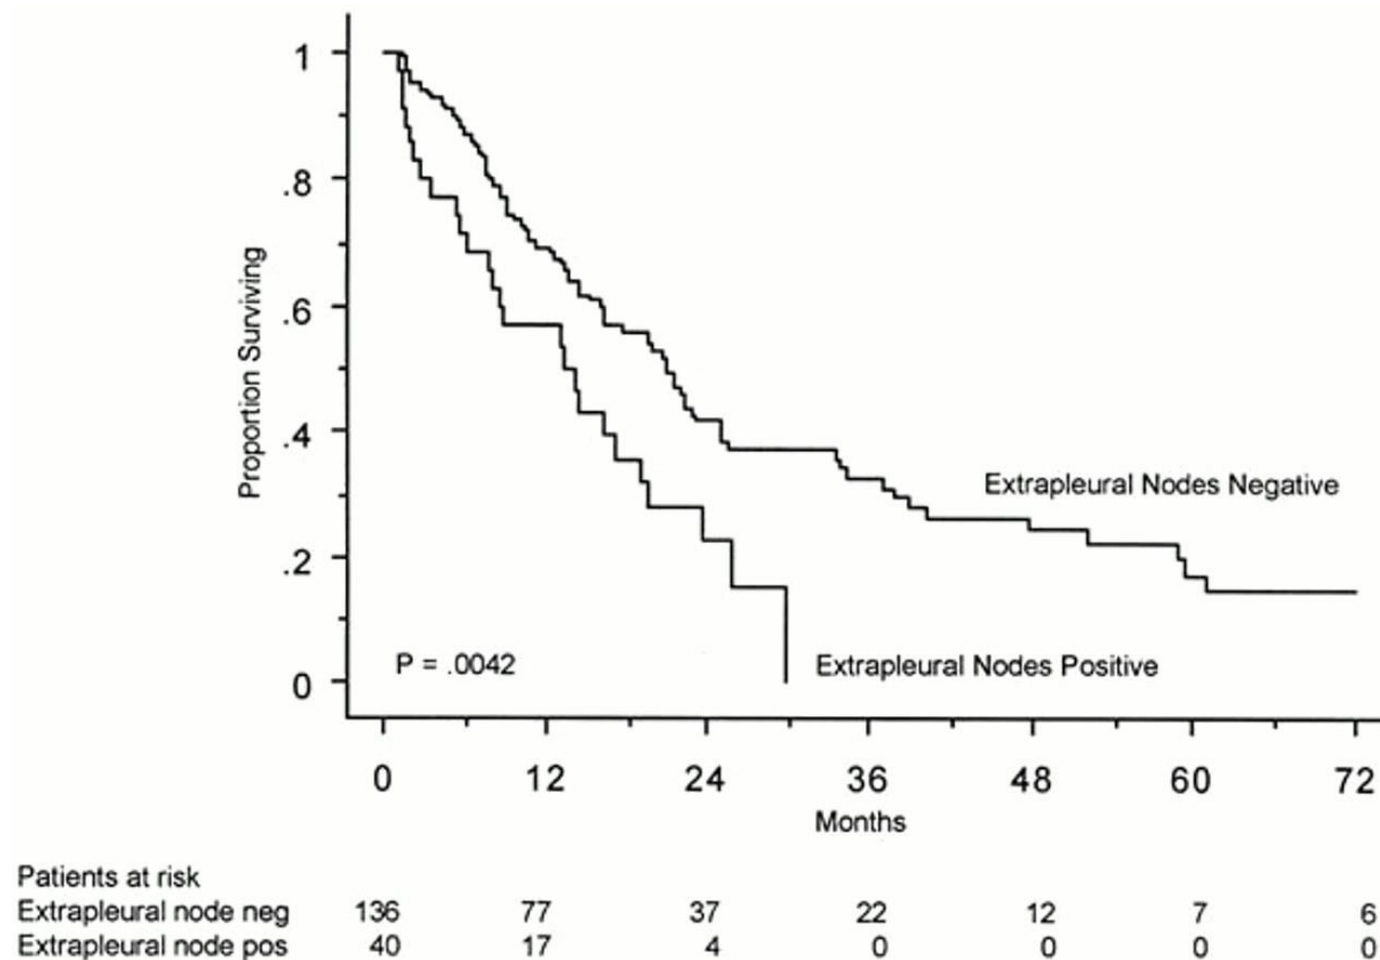 1
.8
.6
.4
.2
0
Proportion Surviving
Extrapleural Nodes Negative
P = .0042
Extrapleural Nodes Positive
0 12 24 36 48 60 72
Months
Patients at risk
Extrapleural node neg 136 77 37 22 12 7 6
Extrapleural node pos 40 17 4 0 0 0 0